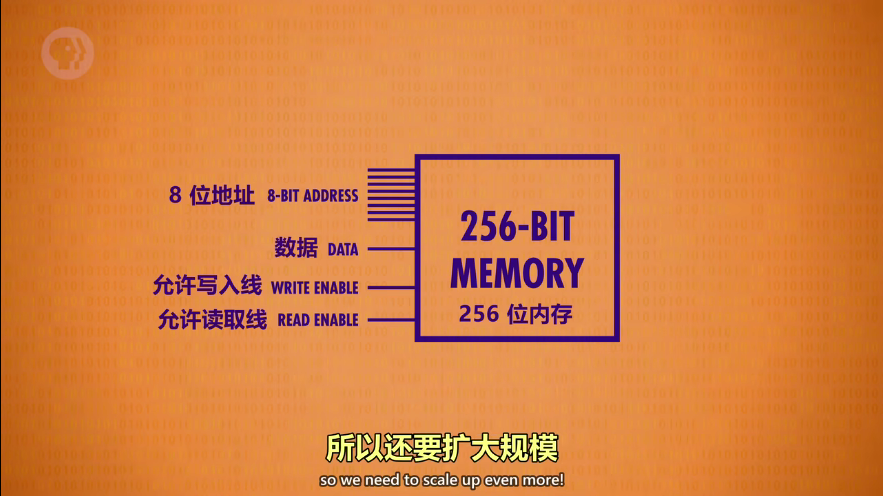 8 位地址 8-BIT ADDRESS
数据 DATA
允许写入线 WRITE ENABLE
允许读取线 READ ENABLE
256-BIT
MEMORY
256 位内存
所以还要扩大规模
so we need to scale up even more!